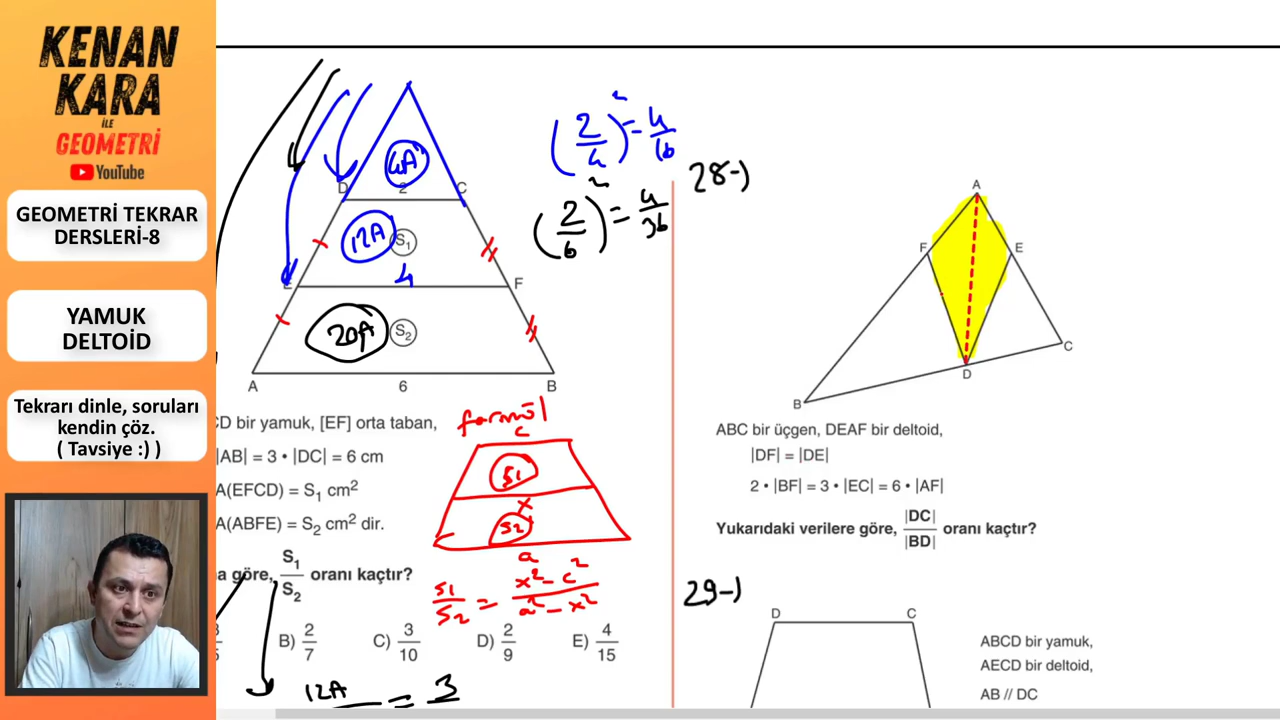 KENAN
KARA
İLE
GEOMETRİ
YouTube
GEOMETRİ TEKRAR
DERSLERİ-8
YAMUK
DELTOİD
Tekrarı dinle, soruları
kendin çöz.
( Tavsiye :) )
4A
D 2 C
12A S₁
E 4 F
20A S₂
A 6 B
(2/4)² = 4/16
(2/6)² = 4/36
CD bir yamuk, [EF] orta taban,
|AB| = 3 • |DC| = 6 cm
A(EFCD) = S₁ cm²
A(ABFE) = S₂ cm² dir.
a göre, S₁/S₂ oranı kaçtır?
B) 2/7 C) 3/10 D) 2/9 E) 4/15
12A = 3
formül
c
S1
x
S2
a
S1/S2 = x² - c² / a² - x²
28-)
A
F E
C
D
B
ABC bir üçgen, DEAF bir deltoid,
|DF| = |DE|
2 • |BF| = 3 • |EC| = 6 • |AF|
Yukarıdaki verilere göre, |DC|/|BD| oranı kaçtır?
29-)
D C
ABCD bir yamuk,
AECD bir deltoid,
AB // DC